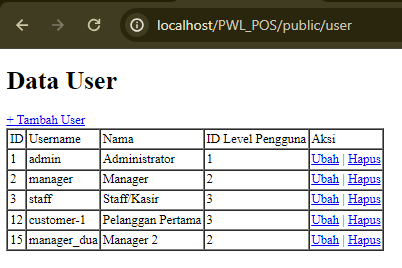 localhost/PWL_POS/public/user
Data User
+ Tambah User
ID Username Nama ID Level Pengguna Aksi
1 admin Administrator 1 Ubah | Hapus
2 manager Manager 2 Ubah | Hapus
3 staff Staff/Kasir 3 Ubah | Hapus
12 customer-1 Pelanggan Pertama 3 Ubah | Hapus
15 manager_dua Manager 2 2 Ubah | Hapus